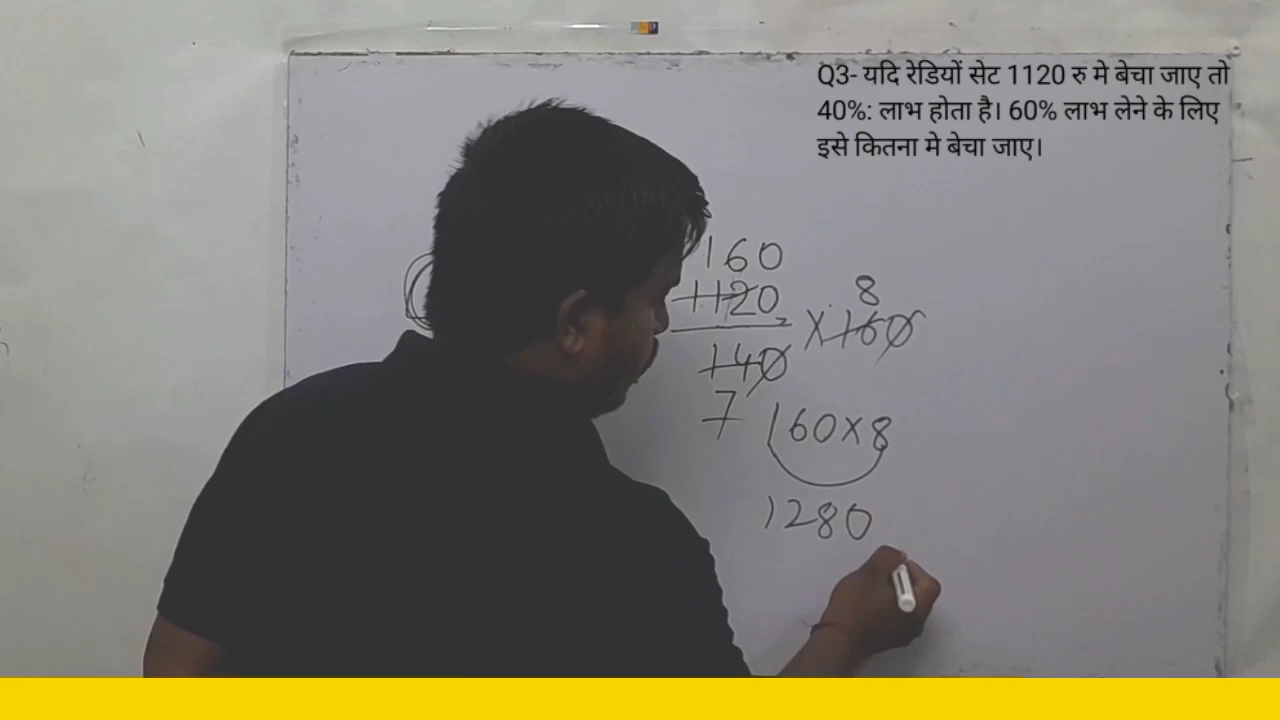 Q3- यदि रेडियों सेट 1120 रु मे बेचा जाए तो
40%: लाभ होता है। 60% लाभ लेने के लिए
इसे कितना मे बेचा जाए।
160
8
1120 × 160
140
7
160×8
1280